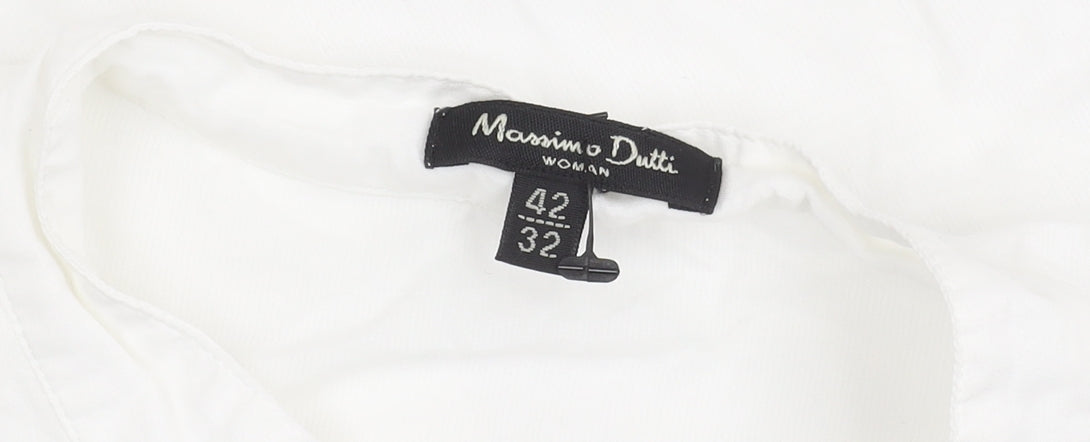 Massimo Dutti
WOMAN
42
32